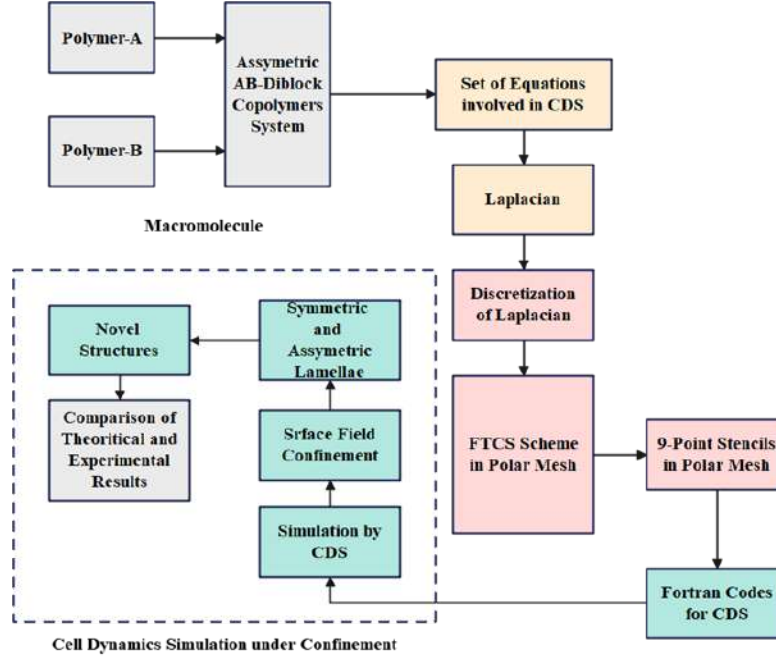 Polymer-A
Assymetric
AB-Diblock
Copolymers
System
Polymer-B
Macromolecule
Set of Equations
involved in CDS
Laplacian
Discretization
of Laplacian
FTCS Scheme
in Polar Mesh
9-Point Stencils
in Polar Mesh
Fortran Codes
for CDS
Simulation by
CDS
Srface Field
Confinement
Symmetric
and
Assymetric
Lamellae
Novel
Structures
Comparison of
Theoritical and
Experimental
Results
Cell Dynamics Simulation under Confinement